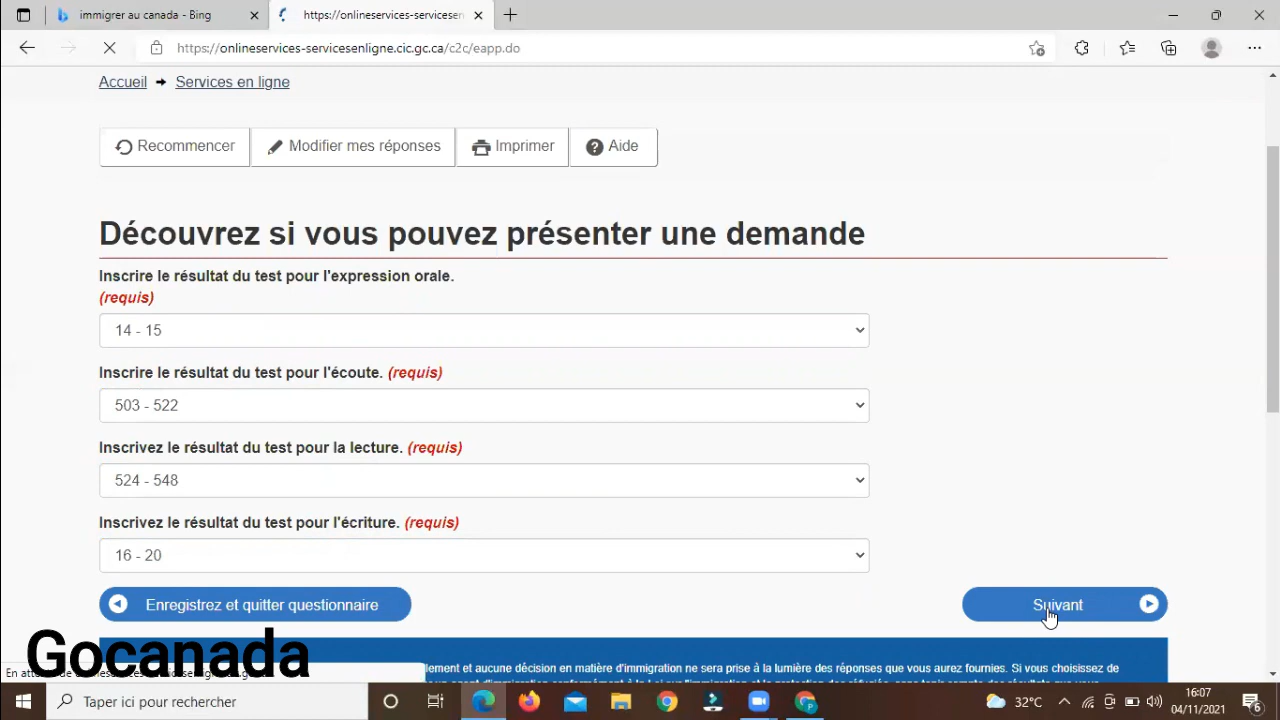 immigrer au canada - Bing
https://onlineservices-servicesen
https://onlineservices-servicesenligne.cic.gc.ca/c2c/eapp.do
Accueil Services en ligne
Recommencer Modifier mes réponses Imprimer Aide
Découvrez si vous pouvez présenter une demande
Inscrire le résultat du test pour l'expression orale.
(requis)
14 - 15
Inscrire le résultat du test pour l'écoute. (requis)
503 - 522
Inscrivez le résultat du test pour la lecture. (requis)
524 - 548
Inscrivez le résultat du test pour l'écriture. (requis)
16 - 20
Enregistrez et quitter questionnaire Suivant
Gocanada
lement et aucune décision en matière d'immigration ne sera prise à la lumière des réponses que vous aurez fournies. Si vous choisissez de
En att
Taper ici pour rechercher
32°C
16:07
04/11/2021
6